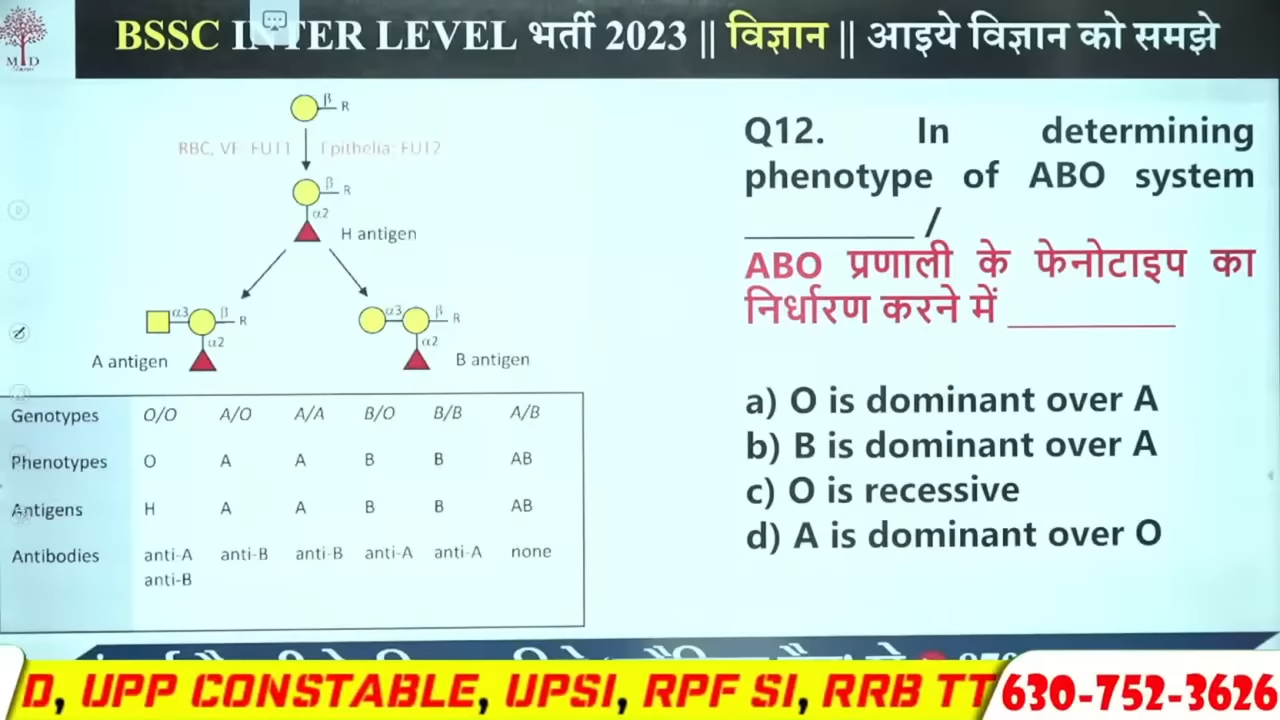 BSSC INTER LEVEL भर्ती 2023 || विज्ञान || आइये विज्ञान को समझे
β R
RBC, VE: FUT1 Epithelia: FUT2
β R
α2
H antigen
α3 β R
α2
A antigen
α3 β R
α2
B antigen
Genotypes O/O A/O A/A B/O B/B A/B
Phenotypes O A A B B AB
Antigens H A A B B AB
Antibodies anti-A anti-B anti-B anti-A anti-A none
anti-B
Q12. In determining
phenotype of ABO system
__________ /
ABO प्रणाली के फेनोटाइप का
निर्धारण करने में __________
a) O is dominant over A
b) B is dominant over A
c) O is recessive
d) A is dominant over O
D, UPP CONSTABLE, UPSI, RPF SI, RRB TT 630-752-3626